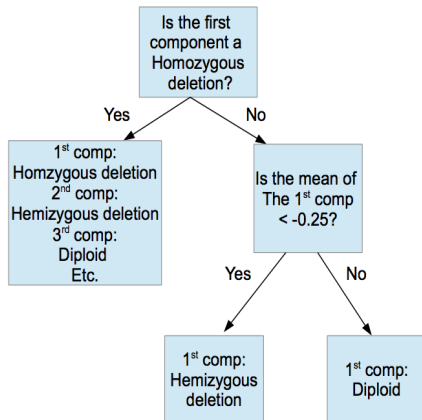 Is the first
component a
Homozygous
deletion?
Yes
No
1st comp:
Homzygous deletion
2nd comp:
Hemizygous deletion
3rd comp:
Diploid
Etc.
Is the mean of
The 1st comp
< -0.25?
Yes
No
1st comp:
Hemizygous
deletion
1st comp:
Diploid